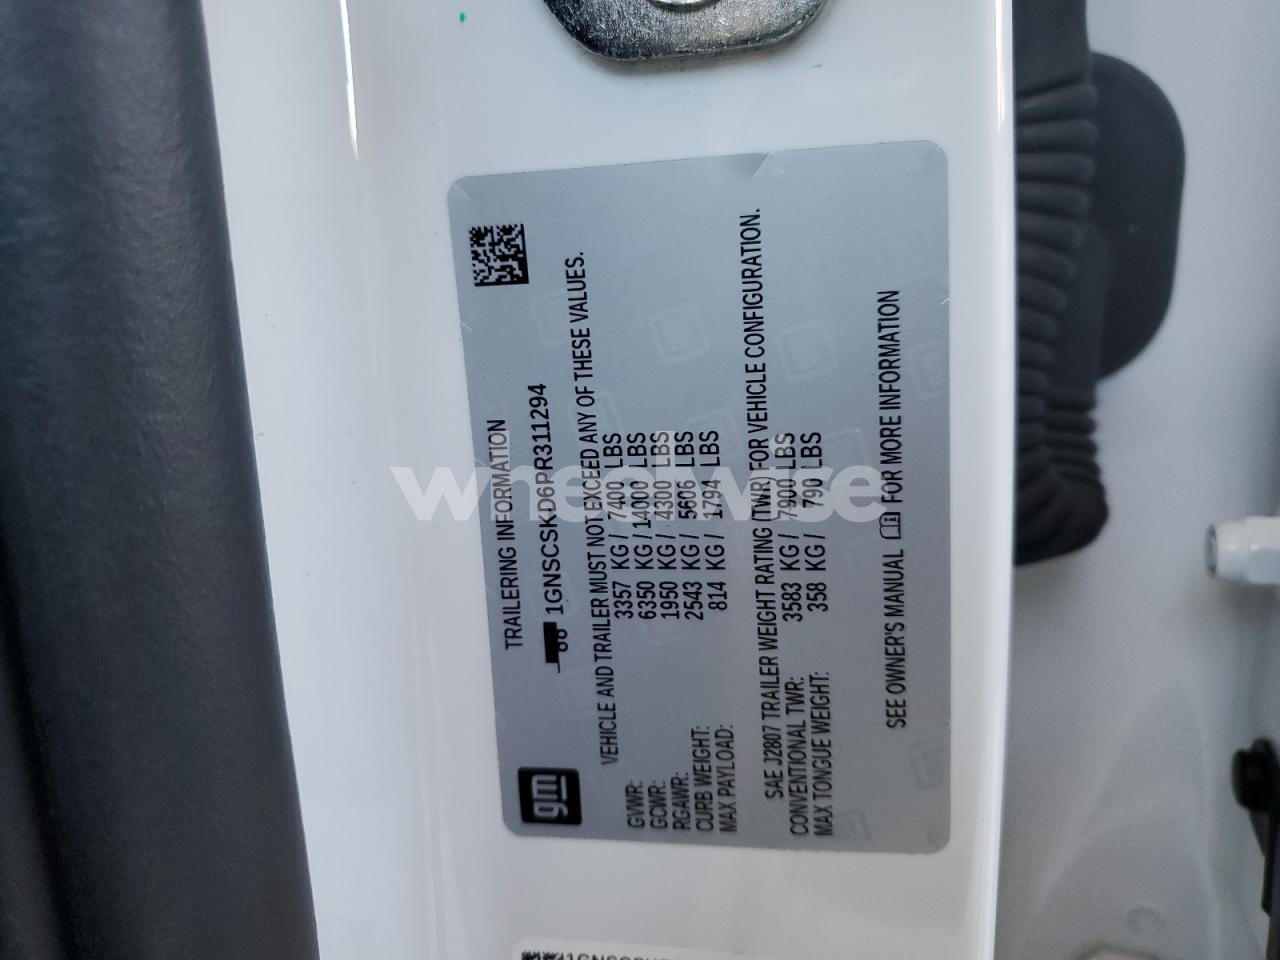 gm
TRAILERING INFORMATION
1GNSCSKD6PR311294
VEHICLE AND TRAILER MUST NOT EXCEED ANY OF THESE VALUES.
GVWR: 3357 KG / 7400 LBS
GCWR: 6350 KG / 14000 LBS
RGAWR: 1950 KG / 4300 LBS
CURB WEIGHT: 2543 KG / 5606 LBS
MAX PAYLOAD: 814 KG / 1794 LBS
SAE J2807 TRAILER WEIGHT RATING (TWR) FOR VEHICLE CONFIGURATION.
CONVENTIONAL TWR: 3583 KG / 7900 LBS
MAX TONGUE WEIGHT: 358 KG / 790 LBS
SEE OWNER'S MANUAL FOR MORE INFORMATION
wheelwise